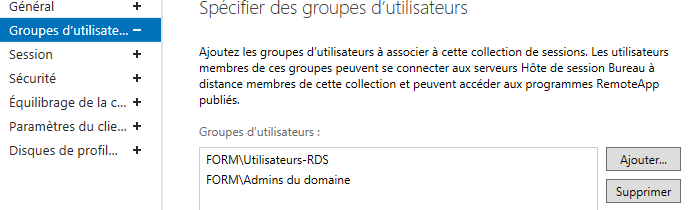 Général +
Groupes d'utilisate... –
Session +
Sécurité +
Équilibrage de la c... +
Paramètres du clie... +
Disques de profil... +
Spécifier des groupes d'utilisateurs
Ajoutez les groupes d'utilisateurs à associer à cette collection de sessions. Les utilisateurs
membres de ces groupes peuvent se connecter aux serveurs Hôte de session Bureau à
distance membres de cette collection et peuvent accéder aux programmes RemoteApp
publiés.
Groupes d'utilisateurs :
FORM\Utilisateurs-RDS
FORM\Admins du domaine
Ajouter...
Supprimer